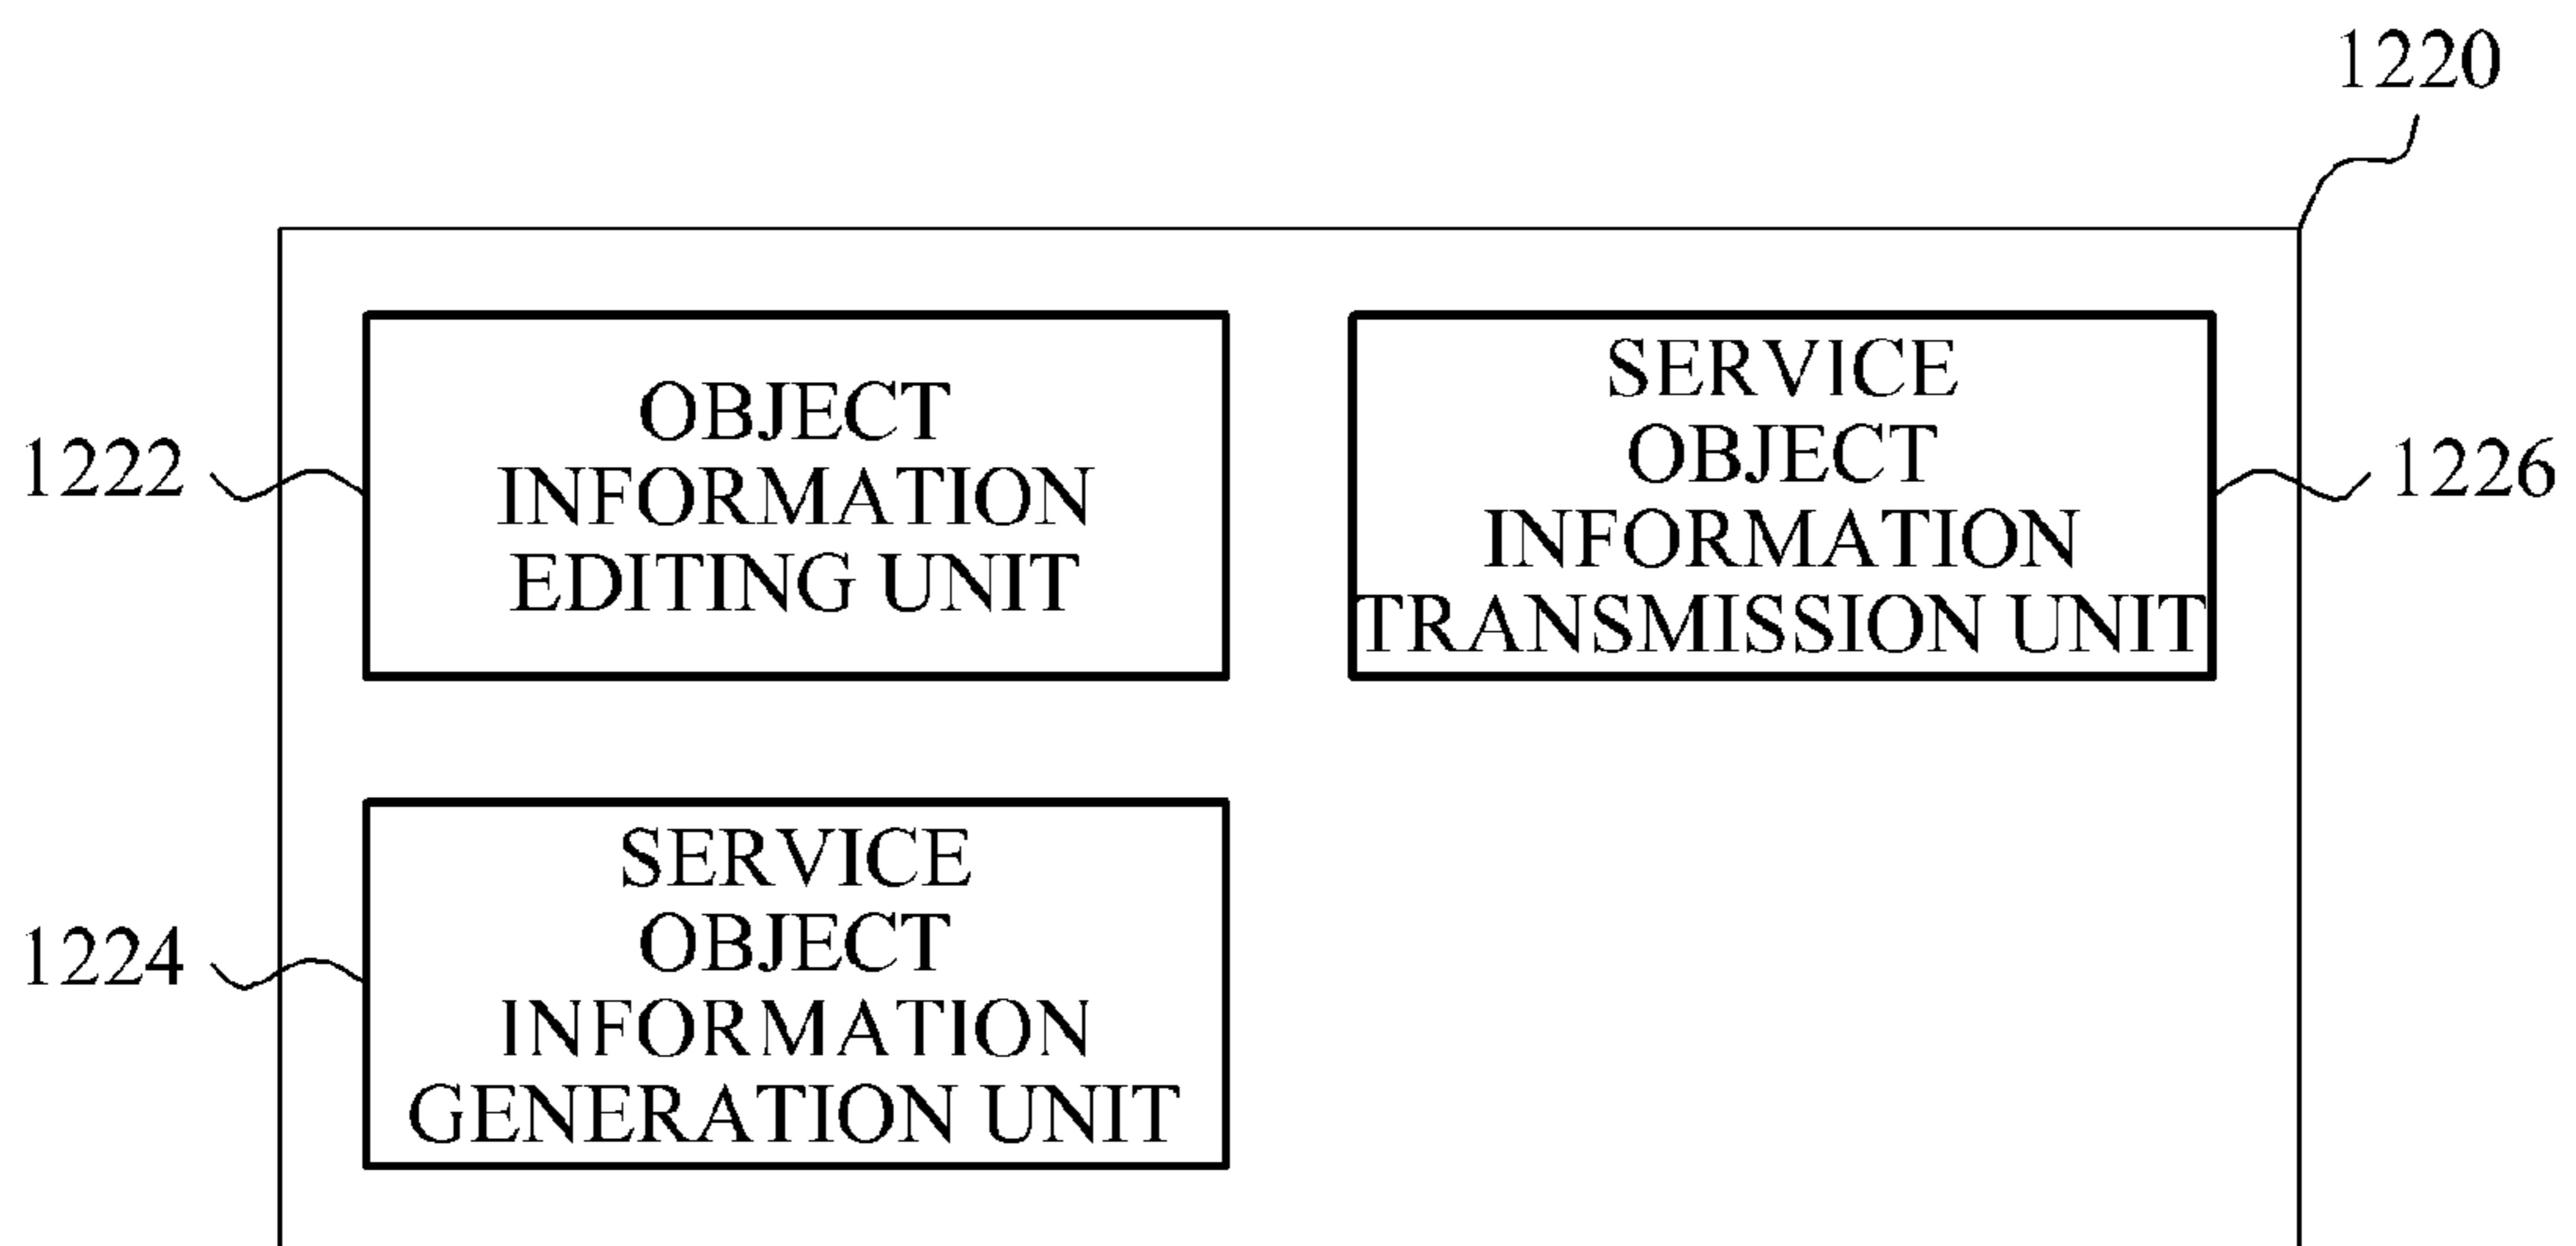 1220
1222
OBJECT
INFORMATION
EDITING UNIT
SERVICE
OBJECT
INFORMATION
TRANSMISSION UNIT
1226
1224
SERVICE
OBJECT
INFORMATION
GENERATION UNIT